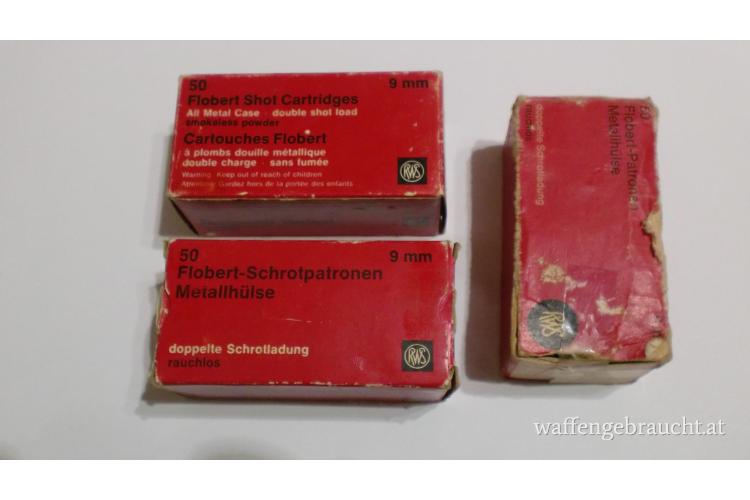 50 9 mm
Flobert Shot Cartridges
All Metal Case · double shot load
smokeless powder
Cartouches Flobert
à plombs douille métallique
double charge · sans fumée
Warning: Keep out of reach of children
Attention: Gardez hors de la portée des enfants
RWS
50 9 mm
Flobert-Schrotpatronen
Metallhülse
doppelte Schrotladung
rauchlos
RWS
50
Flobert-Patronen
Metallhülse
doppelte Schrotladung
RWS
waffengebraucht.at